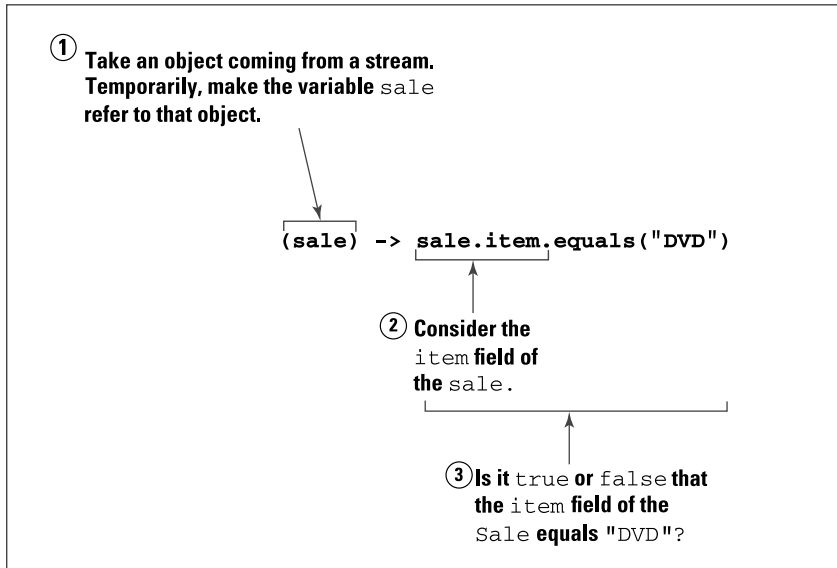 1 Take an object coming from a stream.
Temporarily, make the variable sale
refer to that object.
(sale) -> sale.item.equals("DVD")
2 Consider the
item field of
the sale.
3 Is it true or false that
the item field of the
Sale equals "DVD"?